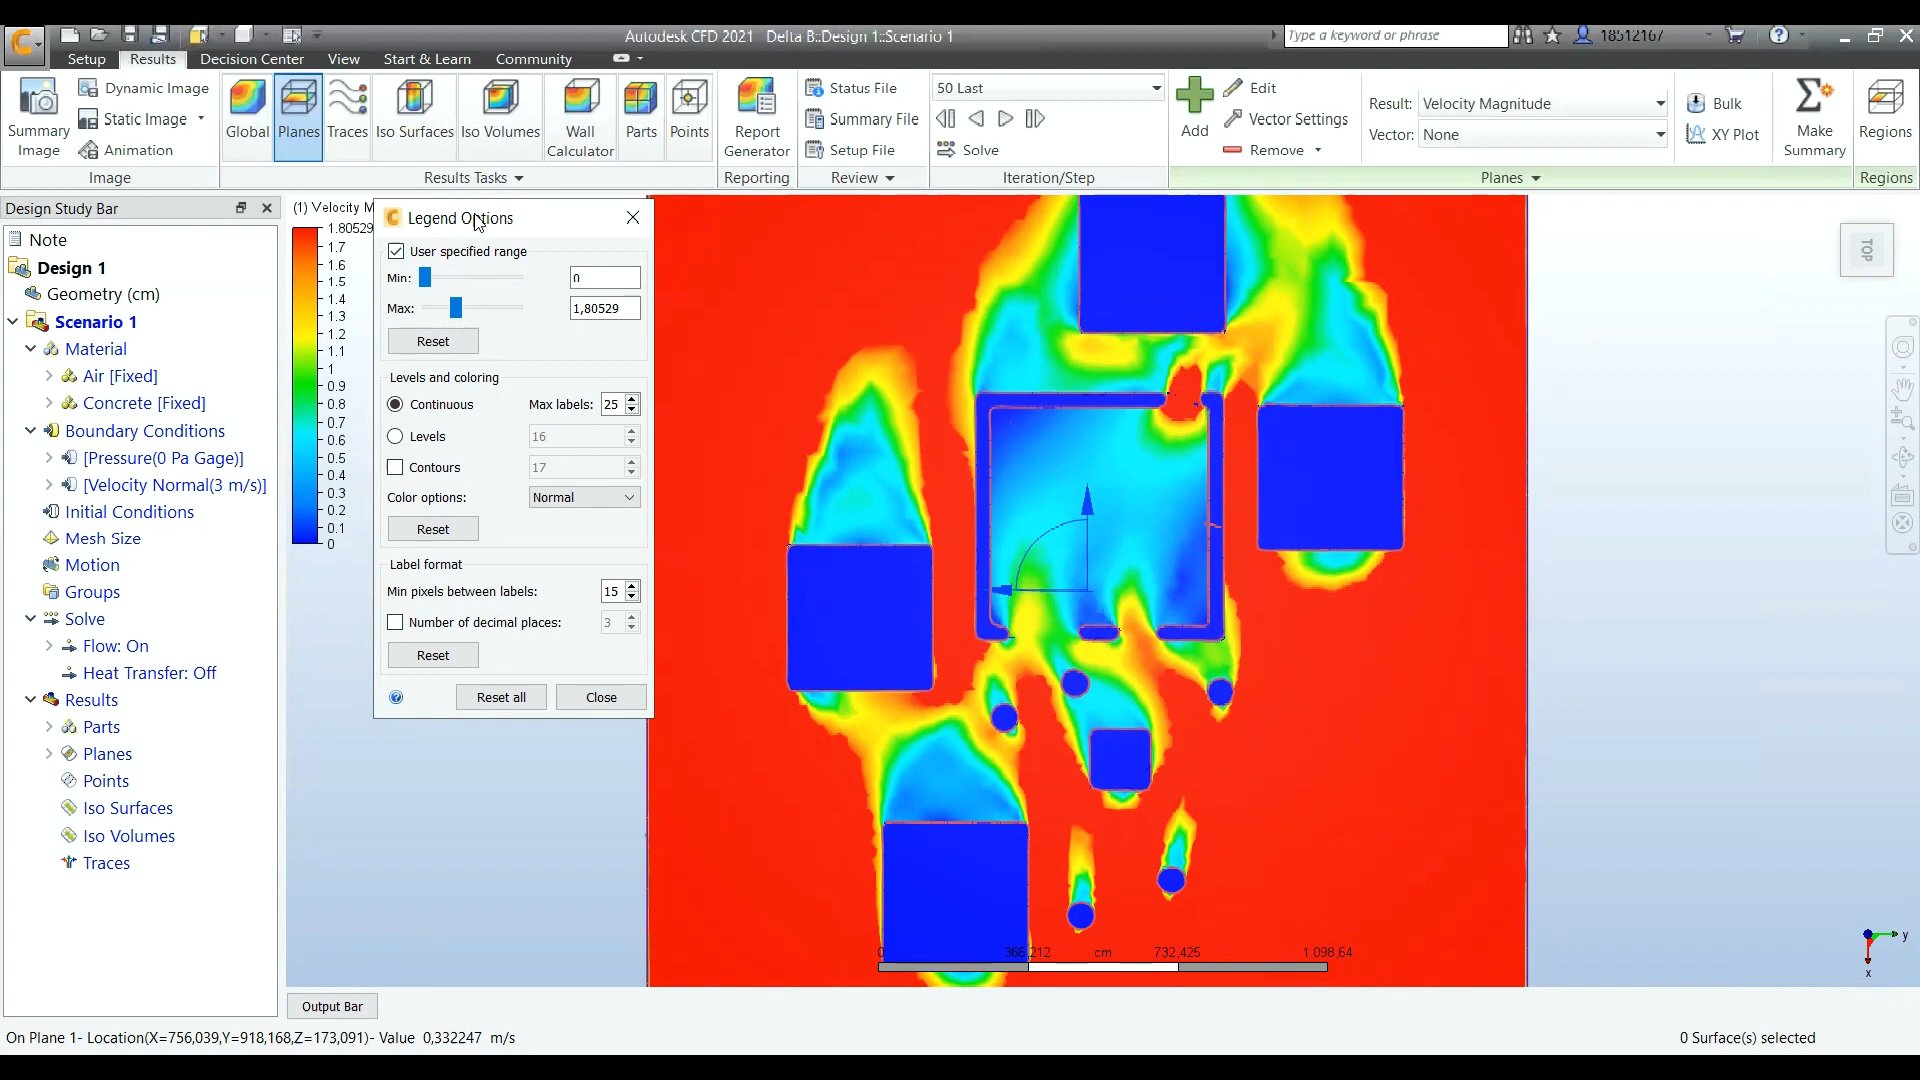 Autodesk CFD 2021 Delta B::Design 1::Scenario 1
Type a keyword or phrase
18512167
Setup Results Decision Center View Start & Learn Community
Summary Image
Dynamic Image
Static Image
Animation
Image
Global Planes Traces Iso Surfaces Iso Volumes Wall Calculator Parts Points
Results Tasks
Report Generator
Reporting
Status File
Summary File
Setup File
Review
50 Last
Solve
Iteration/Step
Add
Edit
Vector Settings
Remove
Result: Velocity Magnitude
Vector: None
Bulk
XY Plot
Planes
Make Summary
Regions
Regions
Design Study Bar
Note
Design 1
Geometry (cm)
Scenario 1
Material
Air [Fixed]
Concrete [Fixed]
Boundary Conditions
[Pressure(0 Pa Gage)]
[Velocity Normal(3 m/s)]
Initial Conditions
Mesh Size
Motion
Groups
Solve
Flow: On
Heat Transfer: Off
Results
Parts
Planes
Points
Iso Surfaces
Iso Volumes
Traces
(1) Velocity M
1.80529
1.7
1.6
1.5
1.4
1.3
1.2
1.1
1
0.9
0.8
0.7
0.6
0.5
0.4
0.3
0.2
0.1
0
Legend Options
User specified range
Min: 0
Max: 1,80529
Reset
Levels and coloring
Continuous Max labels: 25
Levels 16
Contours 17
Color options: Normal
Reset
Label format
Min pixels between labels: 15
Number of decimal places: 3
Reset
Reset all Close
TOP
0 366,212 cm 732,425 1.098,64
y
x
Output Bar
On Plane 1- Location(X=756,039,Y=918,168,Z=173,091)- Value 0,332247 m/s
0 Surface(s) selected